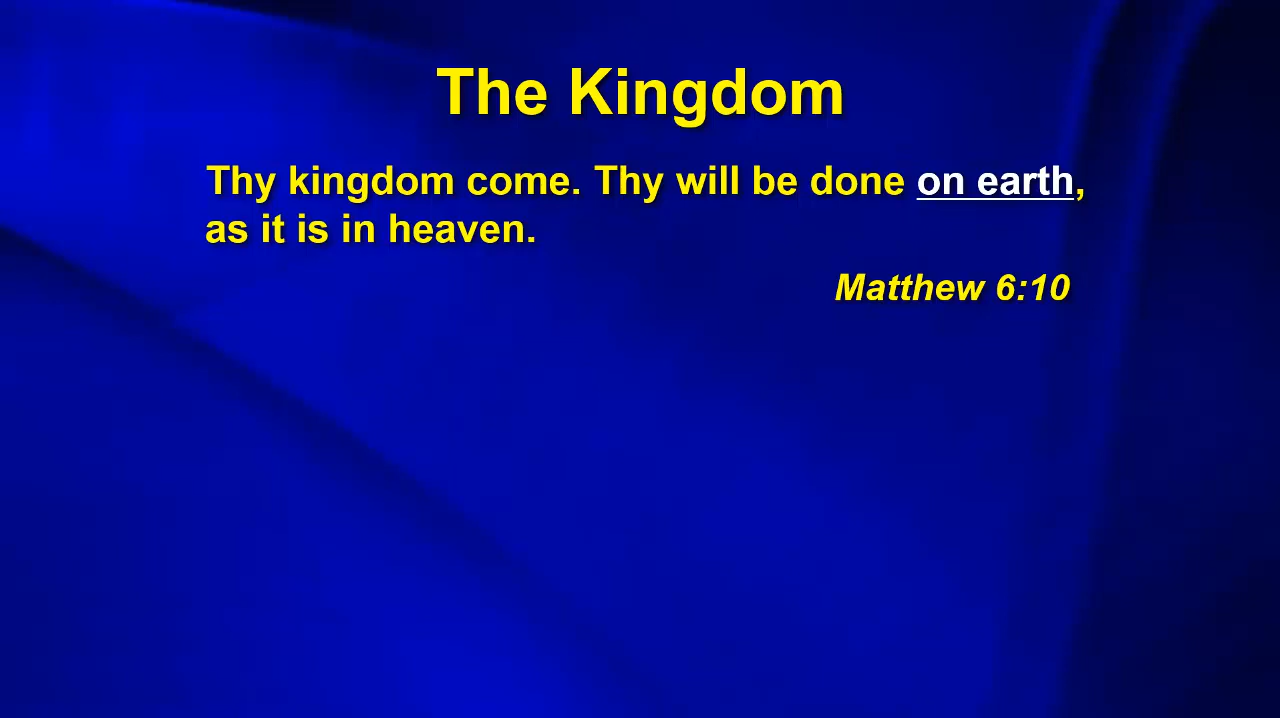 The Kingdom
Thy kingdom come. Thy will be done on earth,
as it is in heaven.
Matthew 6:10